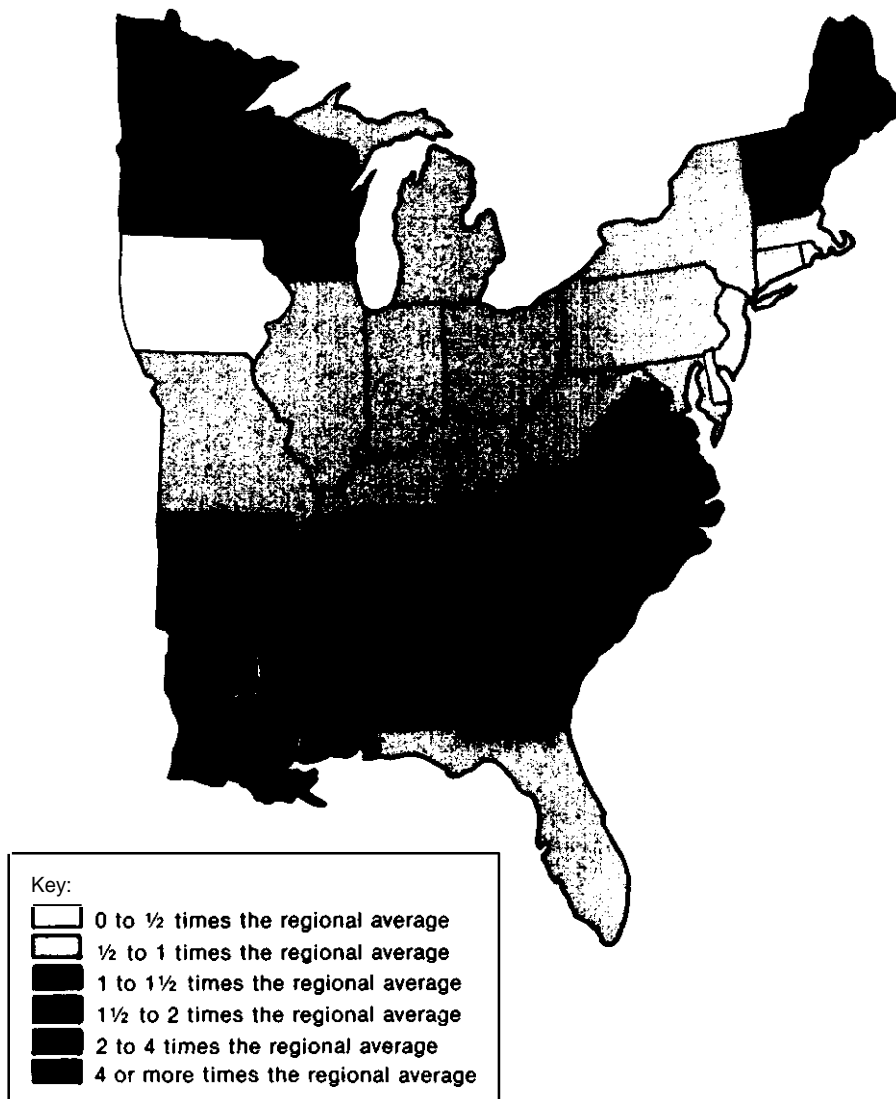 Key:
0 to ½ times the regional average
½ to 1 times the regional average
1 to 1½ times the regional average
1½ to 2 times the regional average
2 to 4 times the regional average
4 or more times the regional average